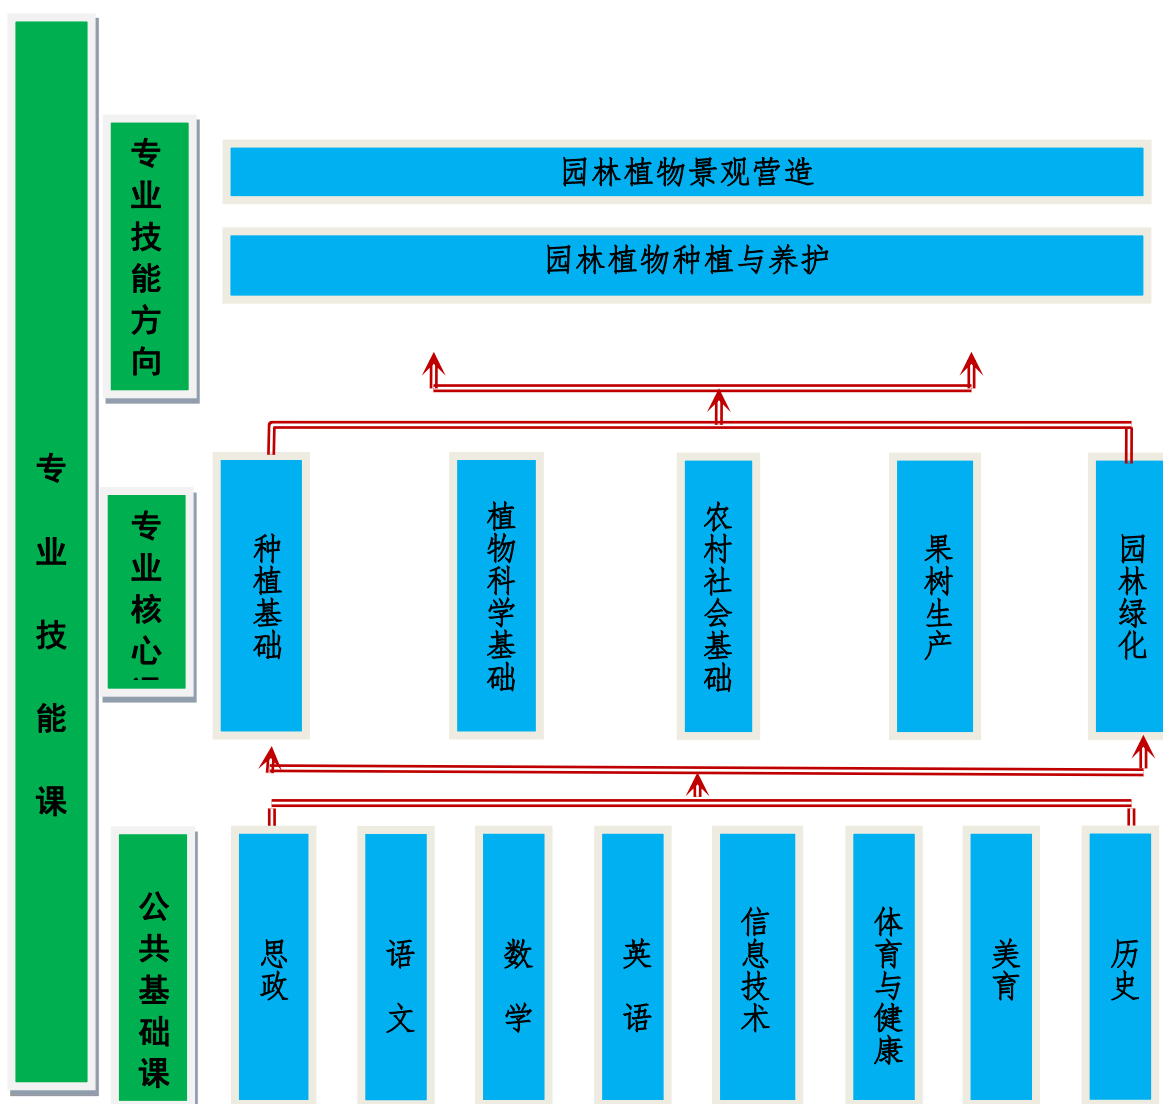 专业技能课
专业技能方向
园林植物景观营造
园林植物种植与养护
专业核心
种植基础
植物科学基础
农村社会基础
果树生产
园林绿化
公共基础课
思政
语文
数学
英语
信息技术
体育与健康
美育
历史